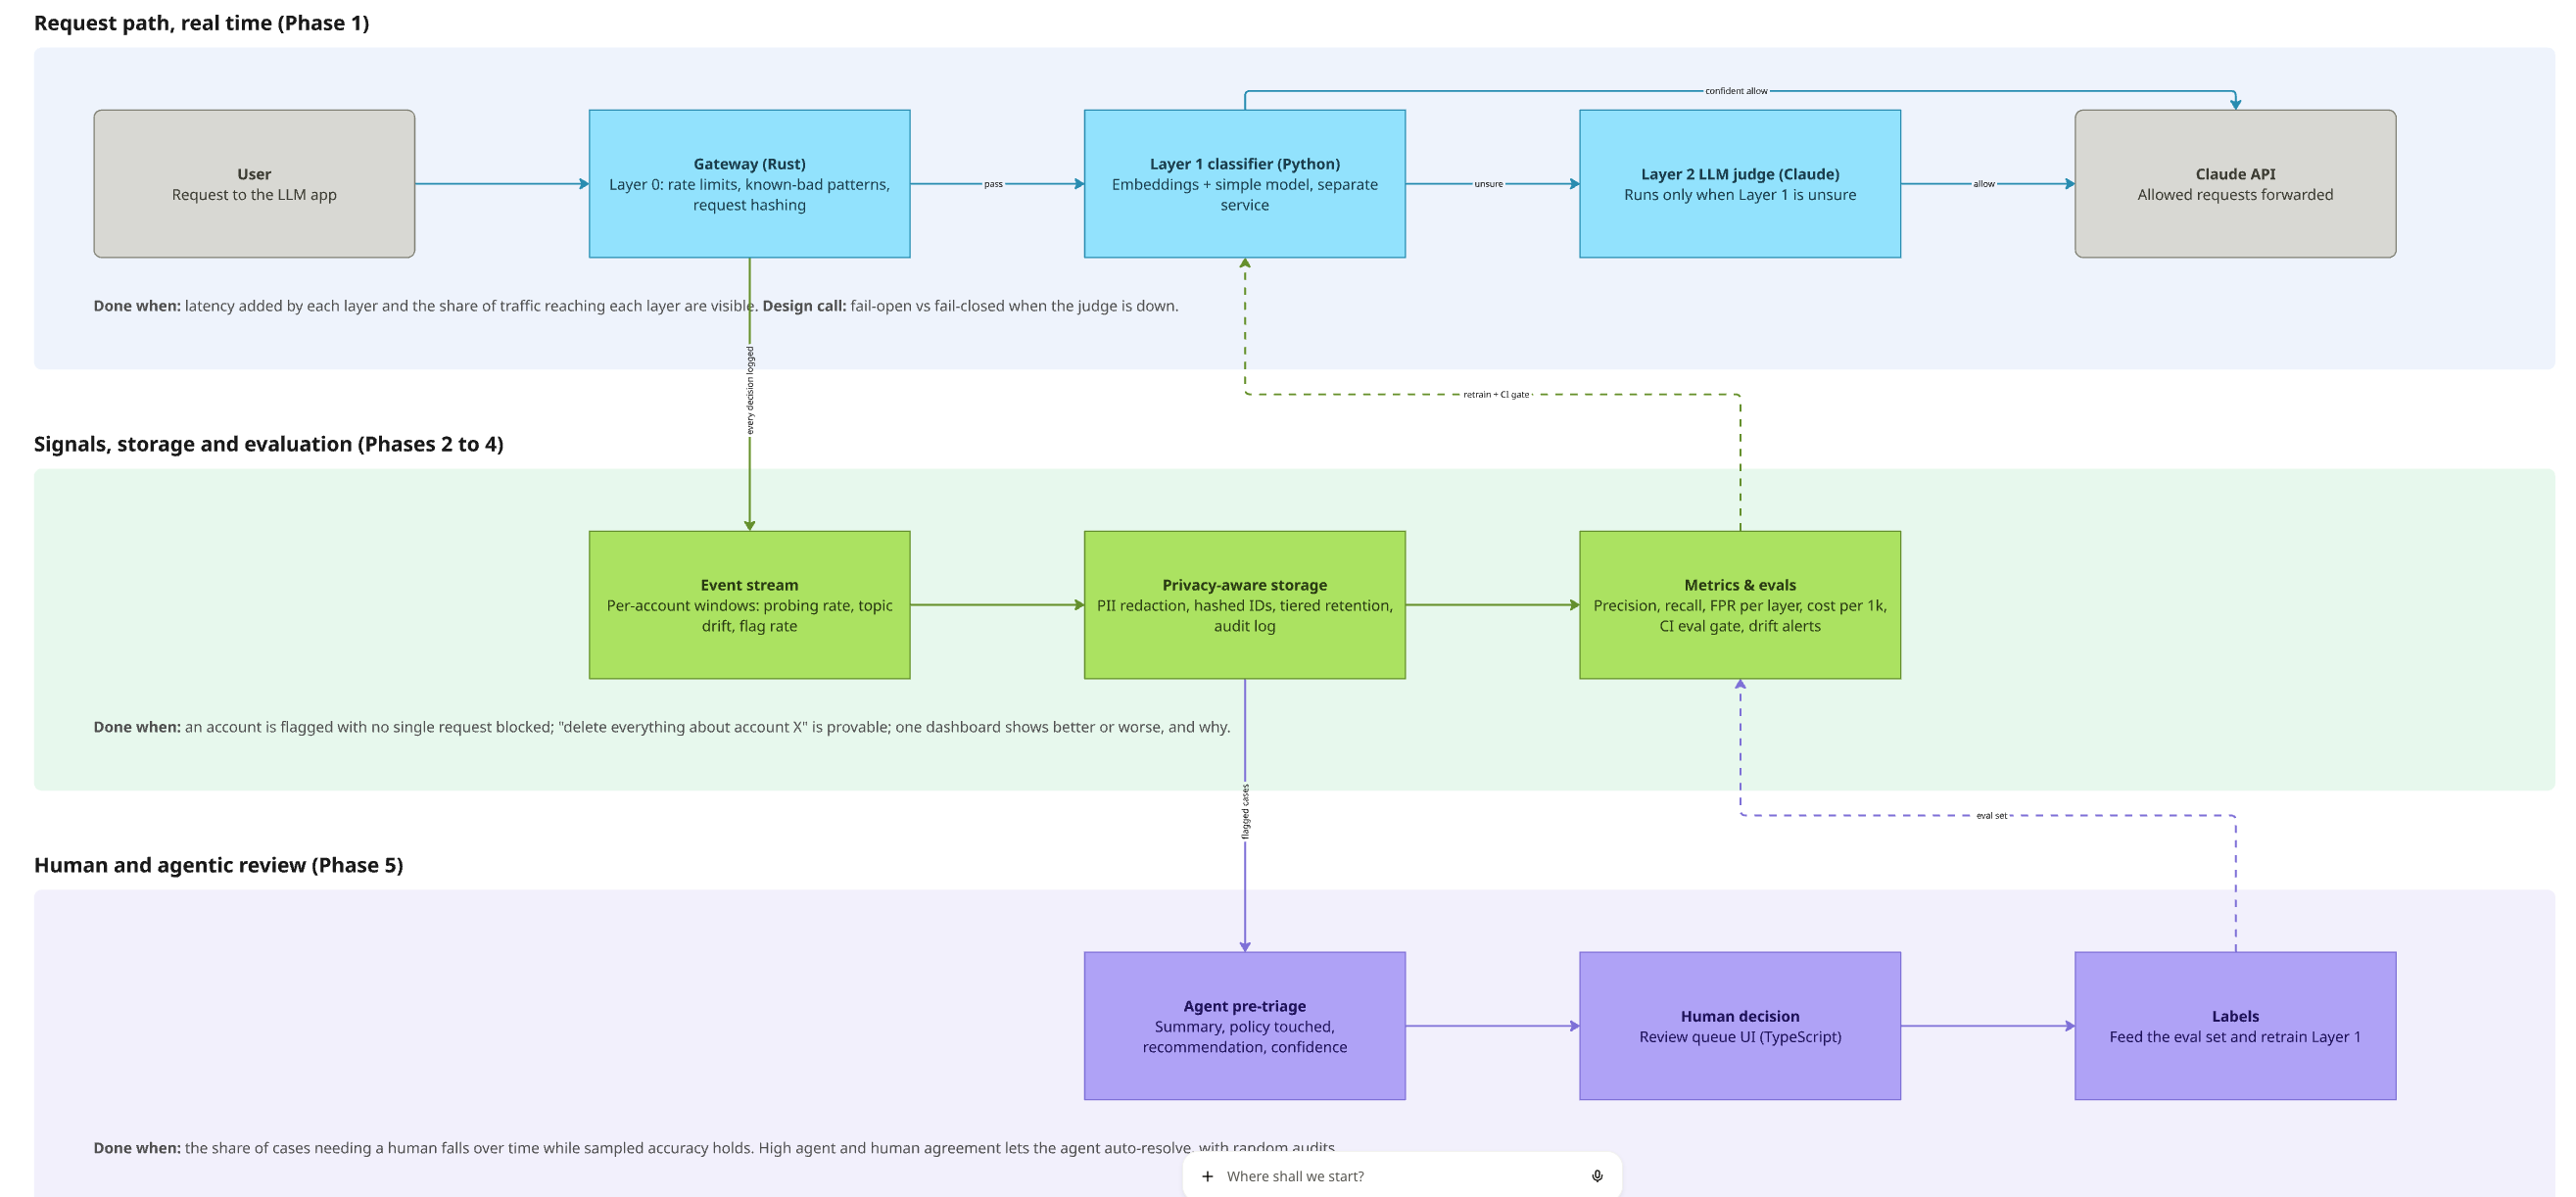 Request path, real time (Phase 1)
confident allow
User
Request to the LLM app
Gateway (Rust)
Layer 0: rate limits, known-bad patterns,
request hashing
pass
Layer 1 classifier (Python)
Embeddings + simple model, separate
service
unsure
Layer 2 LLM judge (Claude)
Runs only when Layer 1 is unsure
allow
Claude API
Allowed requests forwarded
Done when: latency added by each layer and the share of traffic reaching each layer are visible. Design call: fail-open vs fail-closed when the judge is down.
every decision logged
retrain + CI gate
Signals, storage and evaluation (Phases 2 to 4)
Event stream
Per-account windows: probing rate, topic
drift, flag rate
Privacy-aware storage
PII redaction, hashed IDs, tiered retention,
audit log
Metrics & evals
Precision, recall, FPR per layer, cost per 1k,
CI eval gate, drift alerts
Done when: an account is flagged with no single request blocked; "delete everything about account X" is provable; one dashboard shows better or worse, and why.
flagged cases
eval set
Human and agentic review (Phase 5)
Agent pre-triage
Summary, policy touched,
recommendation, confidence
Human decision
Review queue UI (TypeScript)
Labels
Feed the eval set and retrain Layer 1
Done when: the share of cases needing a human falls over time while sampled accuracy holds. High agent and human agreement lets the agent auto-resolve, with random audits.
Where shall we start?